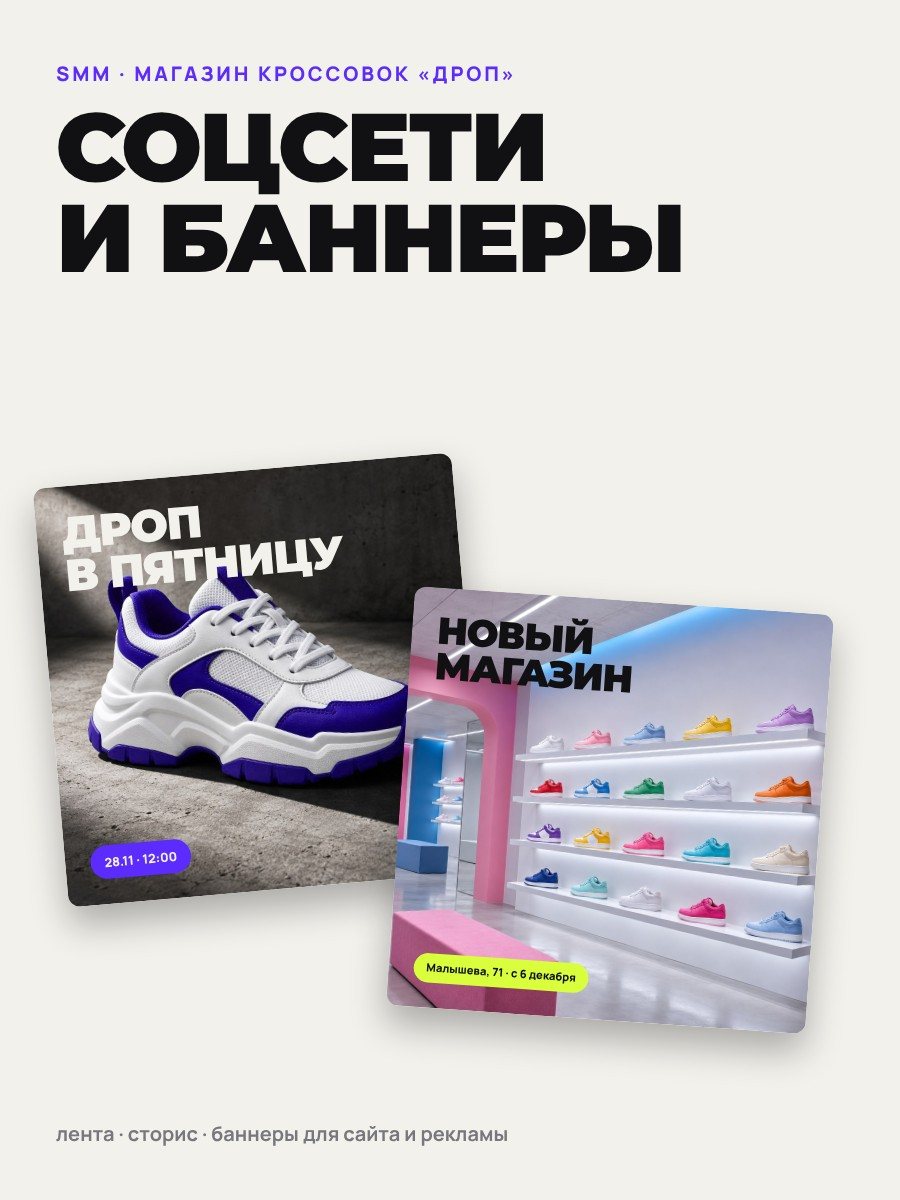 SMM · МАГАЗИН КРОССОВОК «ДРОП»
СОЦСЕТИ
И БАННЕРЫ
ДРОП
В ПЯТНИЦУ
28.11 · 12:00
НОВЫЙ
МАГАЗИН
Малышева, 71 · с 6 декабря
лента · сторис · баннеры для сайта и рекламы